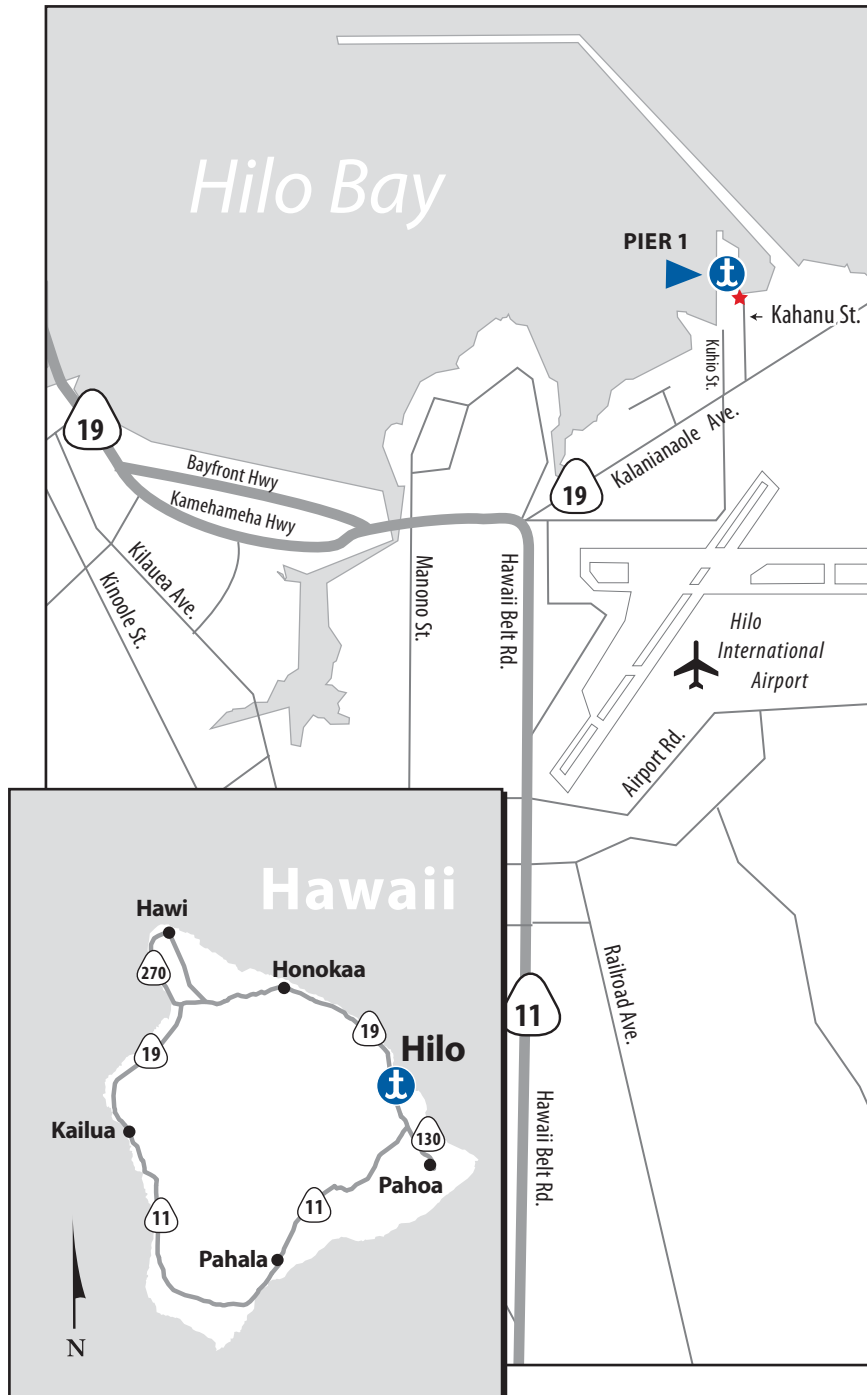 Hilo Bay
PIER 1
← Kahanu St.
Kuhio St.
19
Kalanianaole Ave.
19
Bayfront Hwy
Kamehameha Hwy
Kilauea Ave.
Kinoole St.
Manono St.
Hawaii Belt Rd.
Hilo
International
Airport
Airport Rd.
Railroad Ave.
11
Hawaii Belt Rd.
Hawaii
Hawi
270
Honokaa
19
19
Hilo
Kailua
130
Pahoa
11
11
Pahala
N